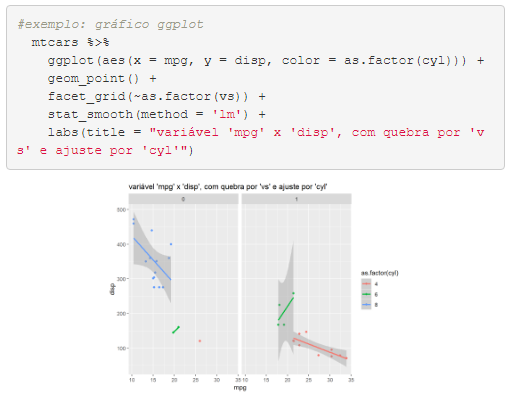 #exemplo: gráfico ggplot
mtcars %>%
ggplot(aes(x = mpg, y = disp, color = as.factor(cyl))) +
geom_point() +
facet_grid(~as.factor(vs)) +
stat_smooth(method = 'lm') +
labs(title = "variável 'mpg' x 'disp', com quebra por 'v
s' e ajuste por 'cyl'")
variável 'mpg' x 'disp', com quebra por 'vs' e ajuste por 'cyl'
0 1
500
400
300
200
100
disp
as.factor(cyl)
4
6
8
10 15 20 25 30 35 10 15 20 25 30 35
mpg